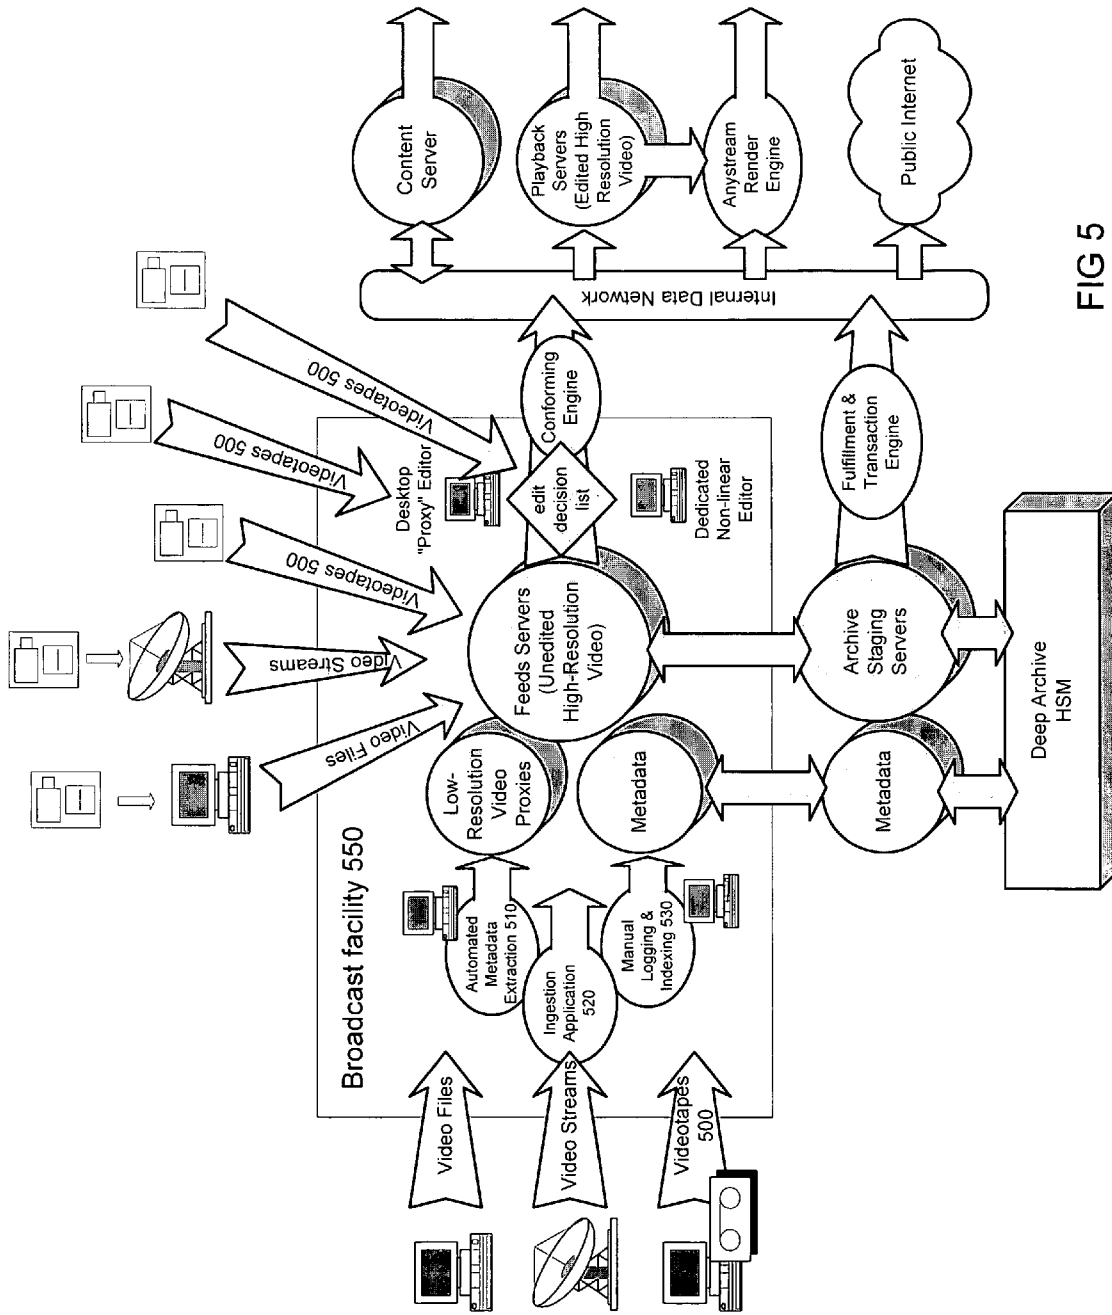 Videotapes 500
Videotapes 500
Videotapes 500
Video Streams
Video Files
Broadcast facility 550
Video Files
Video Streams
Videotapes
500
Automated
Metadata
Extraction 510
Ingestion
Application
520
Manual
Logging &
Indexing 530
Low-
Resolution
Video
Proxies
Metadata
Feeds Servers
(Unedited
High-Resolution
Video)
Desktop
"Proxy" Editor
edit
decision
list
Dedicated
Non-linear
Editor
Conforming
Engine
Internal Data Network
Content
Server
Playback
Servers
(Edited High
Resolution
Video)
Anystream
Render
Engine
Public Internet
Metadata
Archive
Staging
Servers
Fulfillment &
Transaction
Engine
Deep Archive
HSM
FIG 5